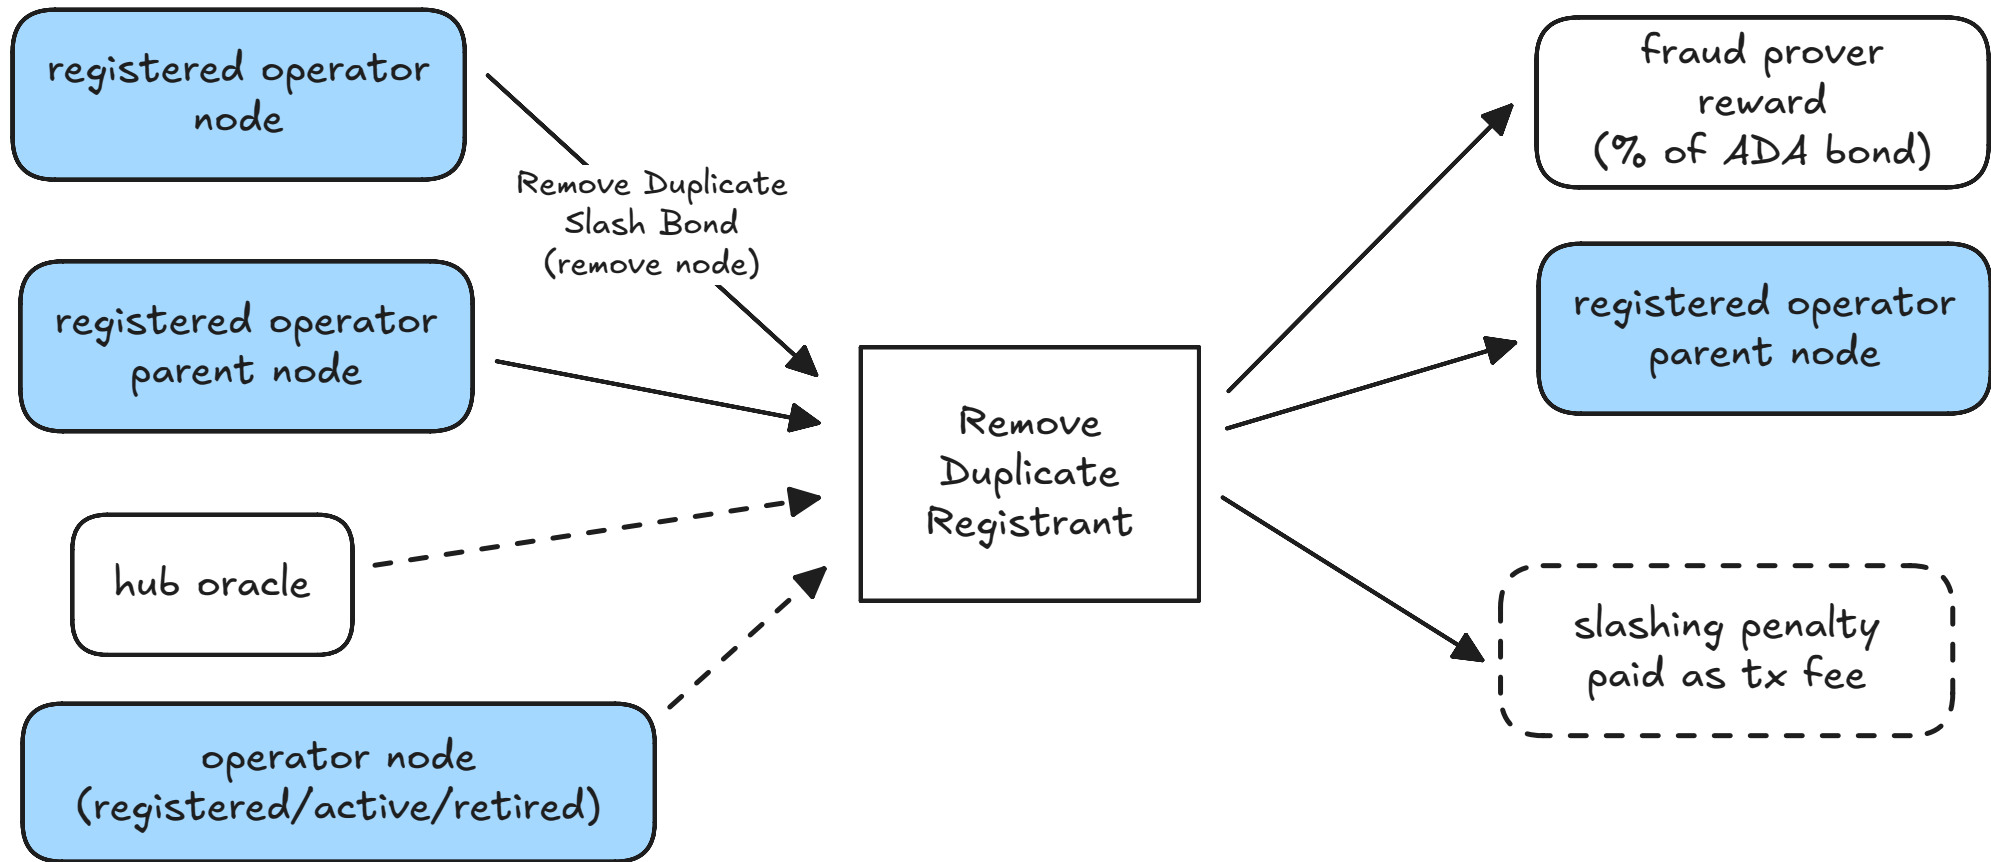 registered operator
node
Remove Duplicate
Slash Bond
(remove node)
registered operator
parent node
hub oracle
operator node
(registered/active/retired)
Remove
Duplicate
Registrant
fraud prover
reward
(% of ADA bond)
registered operator
parent node
slashing penalty
paid as tx fee